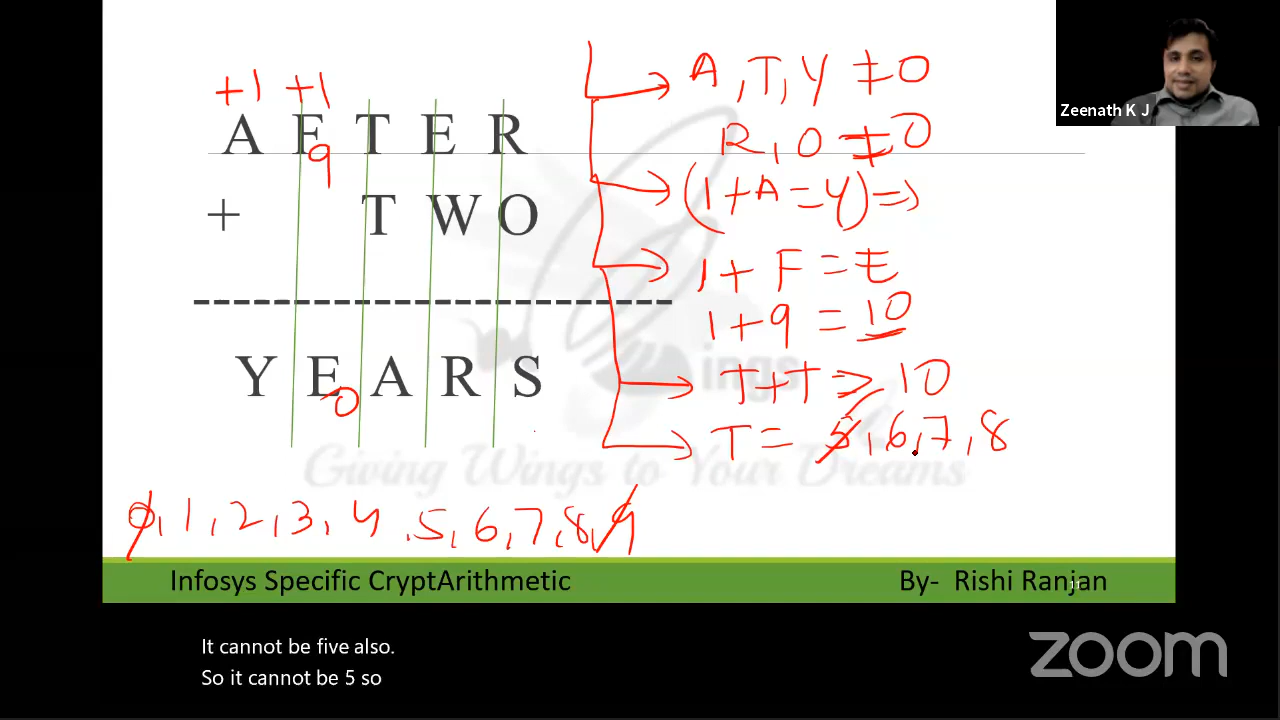 +1 +1
A F T E R
9
+ T W O
Y E A R S
0
A, T, Y ≠ 0
R, O ≠ 0
(1 + A = Y) =>
1 + F = E
1 + 9 = 10
T + T ≥ 10
T = 5, 6, 7, 8
0, 1, 2, 3, 4, 5, 6, 7, 8, 9
ings
Giving Wings to Your Dreams
Infosys Specific CryptArithmetic
By- Rishi Ranjan
11
Zeenath K J
It cannot be five also.
So it cannot be 5 so
zoom